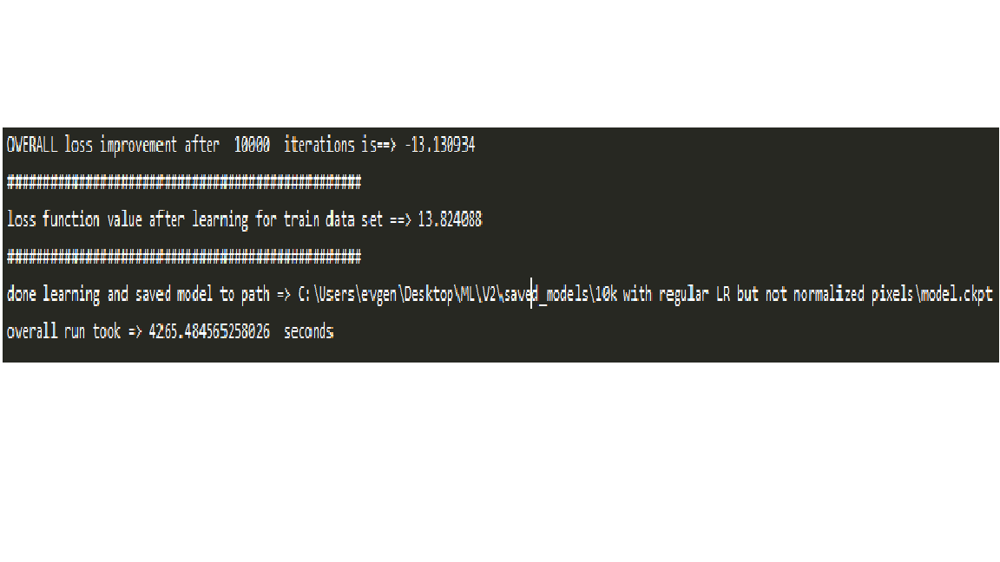 OVERALL loss improvement after  10000  iterations is==> -13.130934
##################################################
loss function value after learning for train data set ==> 13.824088
##################################################
done learning and saved model to path => C:\Users\evgen\Desktop\ML\V2\saved_models\10k with regular LR but not normalized pixels\model.ckpt
overall run took => 4265.484565258026  seconds